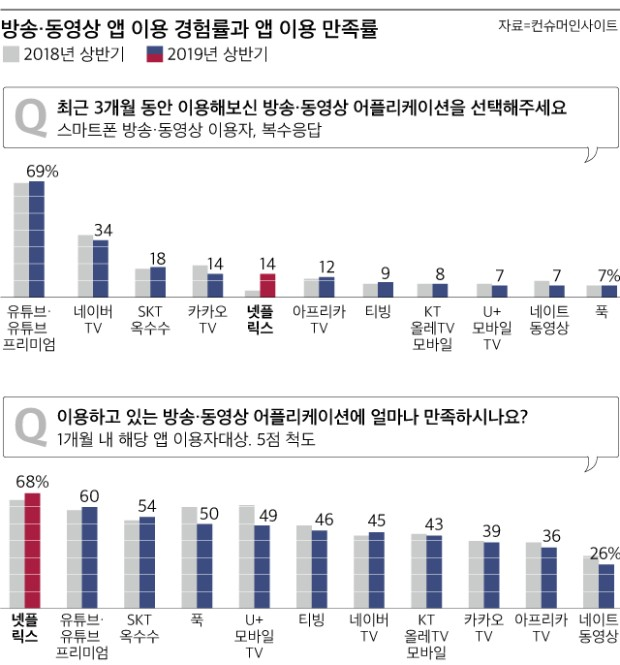 방송·동영상 앱 이용 경험률과 앱 이용 만족률
자료=컨슈머인사이트
2018년 상반기 2019년 상반기
Q 최근 3개월 동안 이용해보신 방송·동영상 어플리케이션을 선택해주세요
스마트폰 방송·동영상 이용자, 복수응답
69% 34 18 14 14 12 9 8 7 7 7%
유튜브· 네이버 SKT 카카오 넷플 아프리카 티빙 KT U+ 네이트 푹
유튜브 TV 옥수수 TV 릭스 TV 올레TV 모바일 동영상
프리미엄 모바일 TV
Q 이용하고 있는 방송·동영상 어플리케이션에 얼마나 만족하시나요?
1개월 내 해당 앱 이용자대상. 5점 척도
68% 60 54 50 49 46 45 43 39 36 26%
넷플 유튜브· SKT 푹 U+ 티빙 네이버 KT 카카오 아프리카 네이트
릭스 유튜브 옥수수 모바일 TV 올레TV TV TV 동영상
프리미엄 TV 모바일